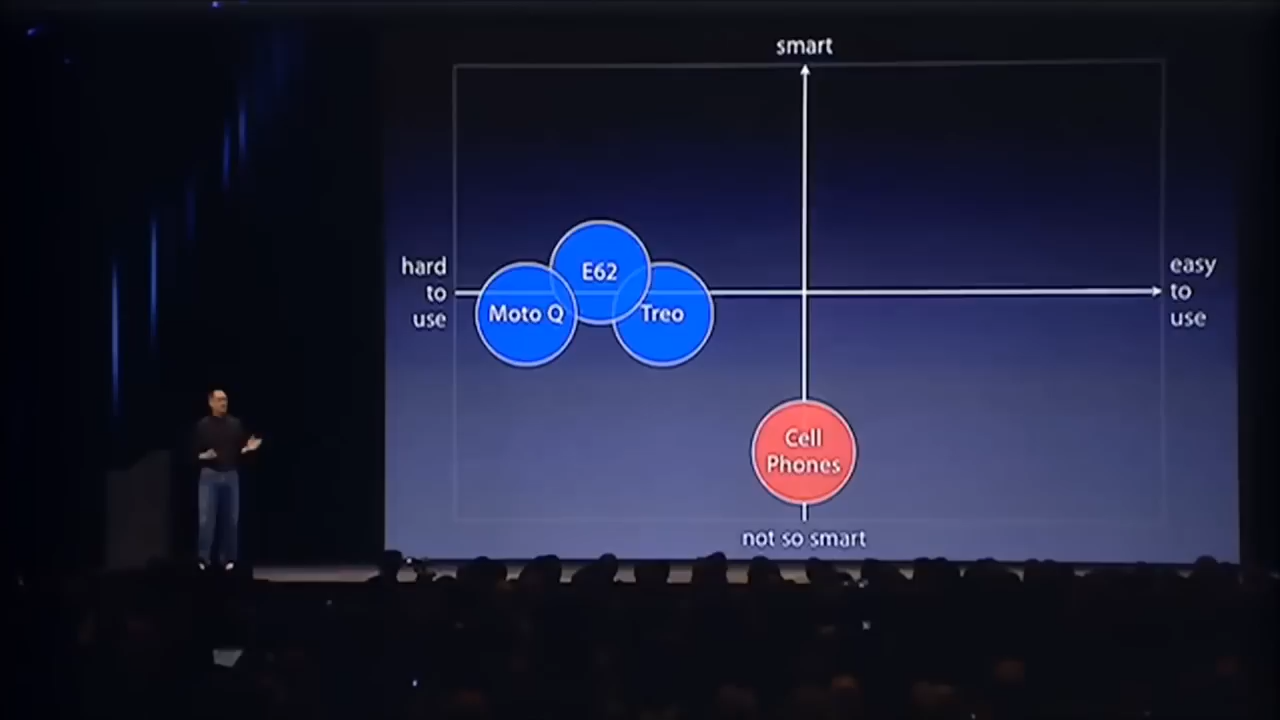 smart
hard
to
use
easy
to
use
E62
Moto Q
Treo
Cell
Phones
not so smart